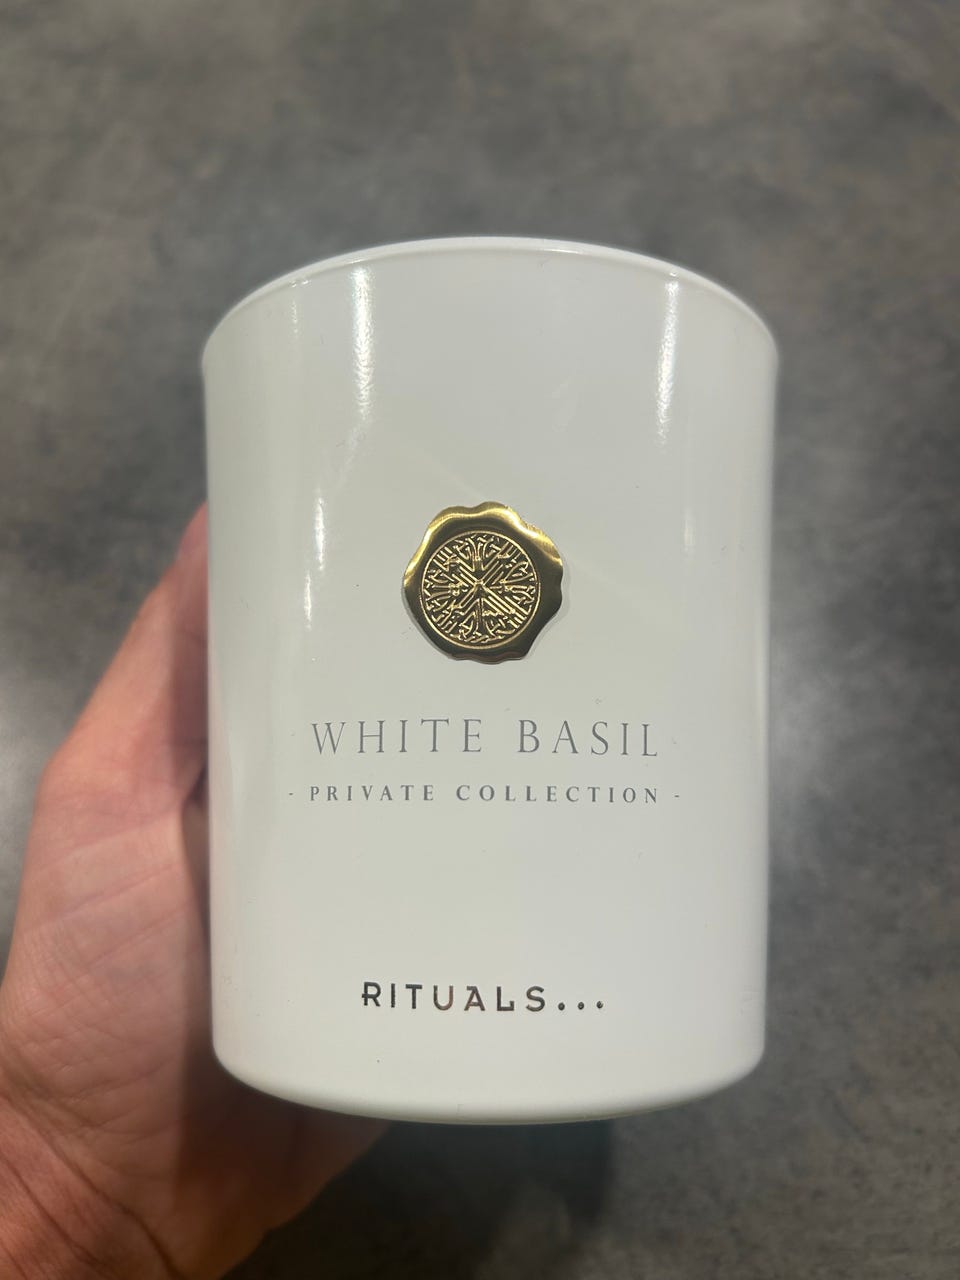 WHITE BASIL
- PRIVATE COLLECTION -
RITUALS...